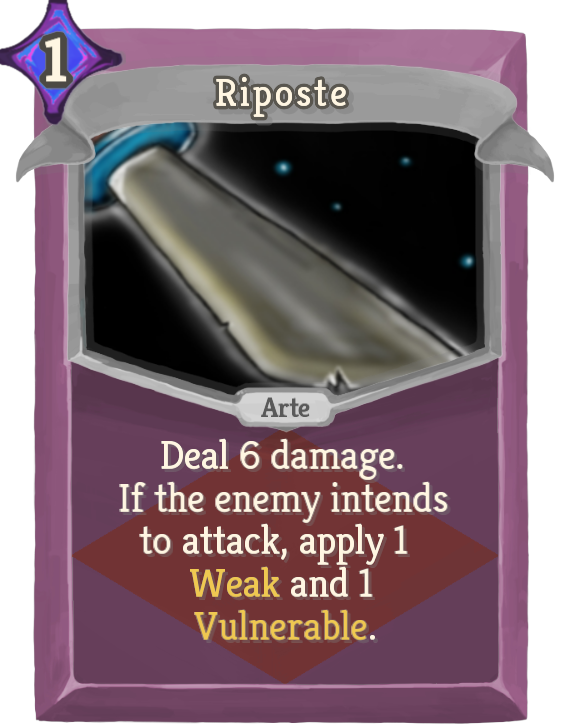 1
Riposte
Arte
Deal 6 damage.
If the enemy intends
to attack, apply 1
Weak and 1
Vulnerable.